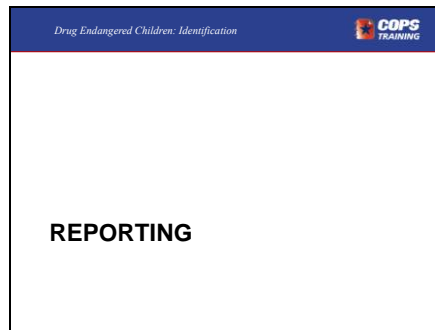 Drug Endangered Children: Identification
COPS
TRAINING
REPORTING